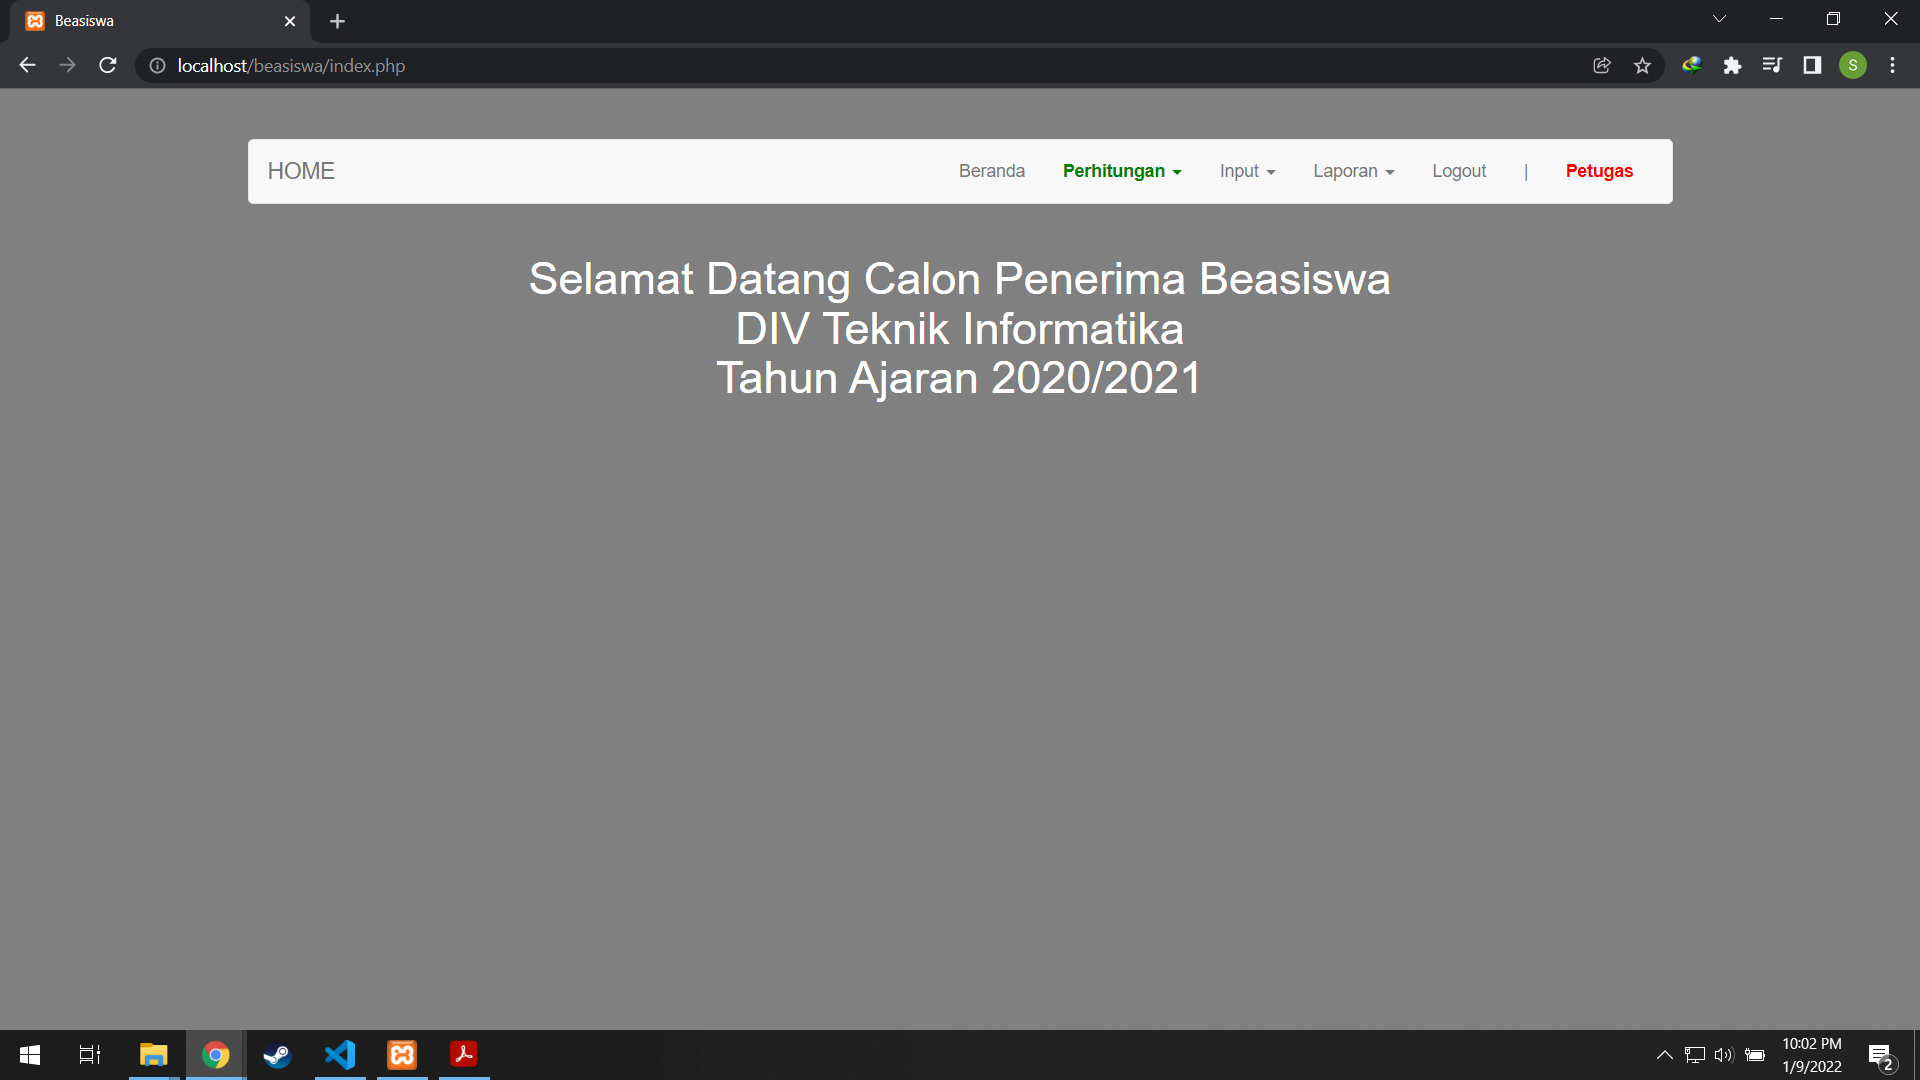 Beasiswa
localhost/beasiswa/index.php
S
HOME
Beranda Perhitungan Input Laporan Logout | Petugas
Selamat Datang Calon Penerima Beasiswa
DIV Teknik Informatika
Tahun Ajaran 2020/2021
10:02 PM
1/9/2022
2